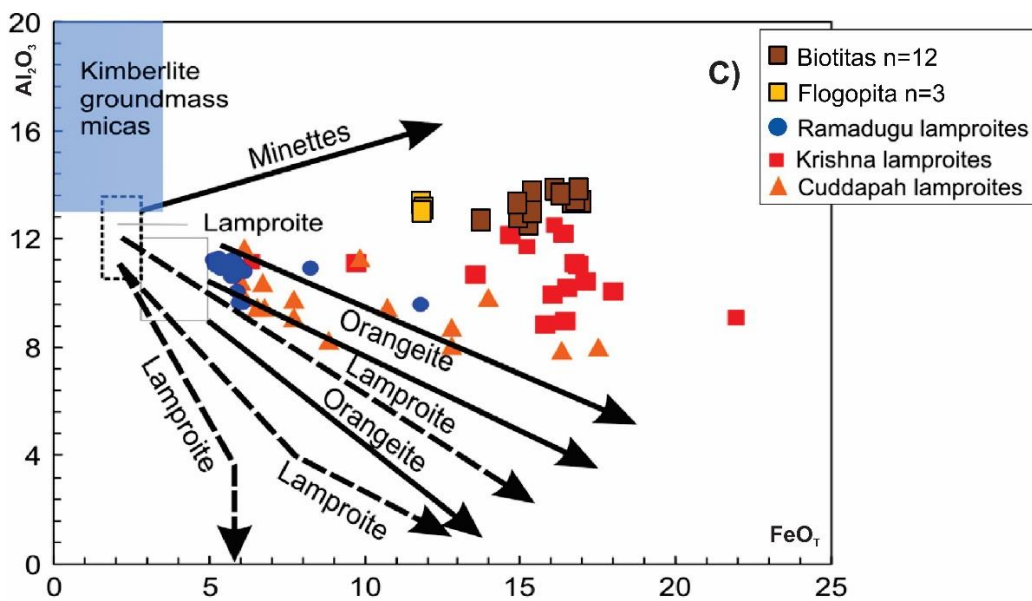 20
16
12
8
4
0
Al₂O₃
Kimberlite
groundmass
micas
Minettes
Lamproite
Orangeite
Lamproite
Orangeite
Lamproite
Lamproite
C)
Biotitas n=12
Flogopita n=3
Ramadugu lamproites
Krishna lamproites
Cuddapah lamproites
FeOₜ
0 5 10 15 20 25